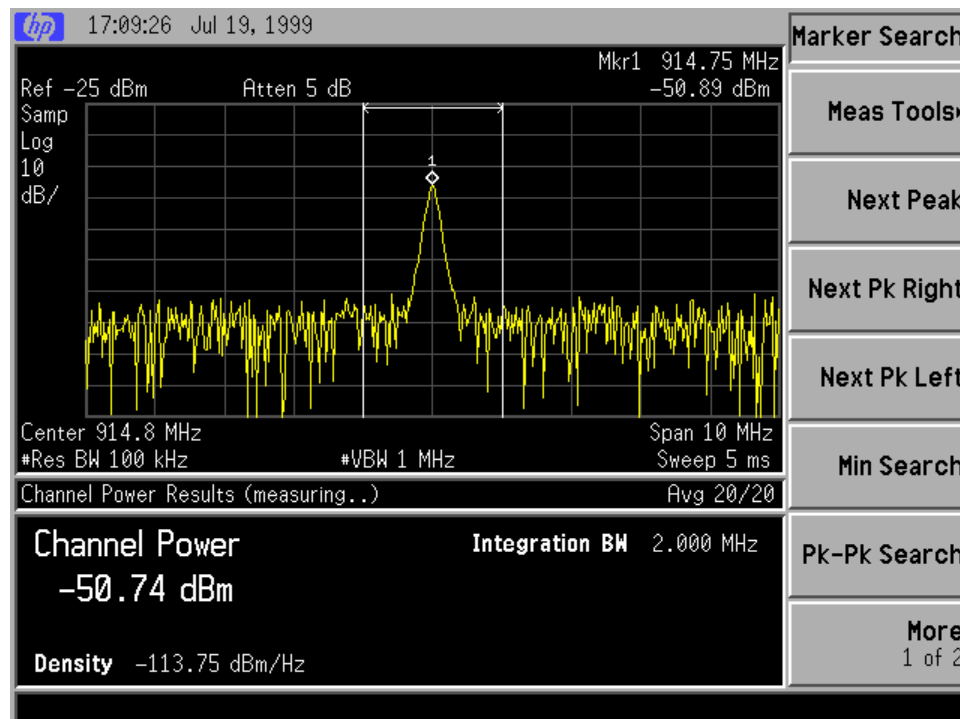 hp 17:09:26 Jul 19, 1999
Marker Search
Mkr1 914.75 MHz
Ref -25 dBm Atten 5 dB -50.89 dBm
Samp
Log
10
dB/
1
Meas Tools
Next Peak
Next Pk Right
Next Pk Left
Center 914.8 MHz Span 10 MHz
#Res BW 100 kHz #VBW 1 MHz Sweep 5 ms
Min Search
Channel Power Results (measuring..) Avg 20/20
Channel Power Integration BW 2.000 MHz
-50.74 dBm
Pk-Pk Search
Density -113.75 dBm/Hz
More
1 of 2